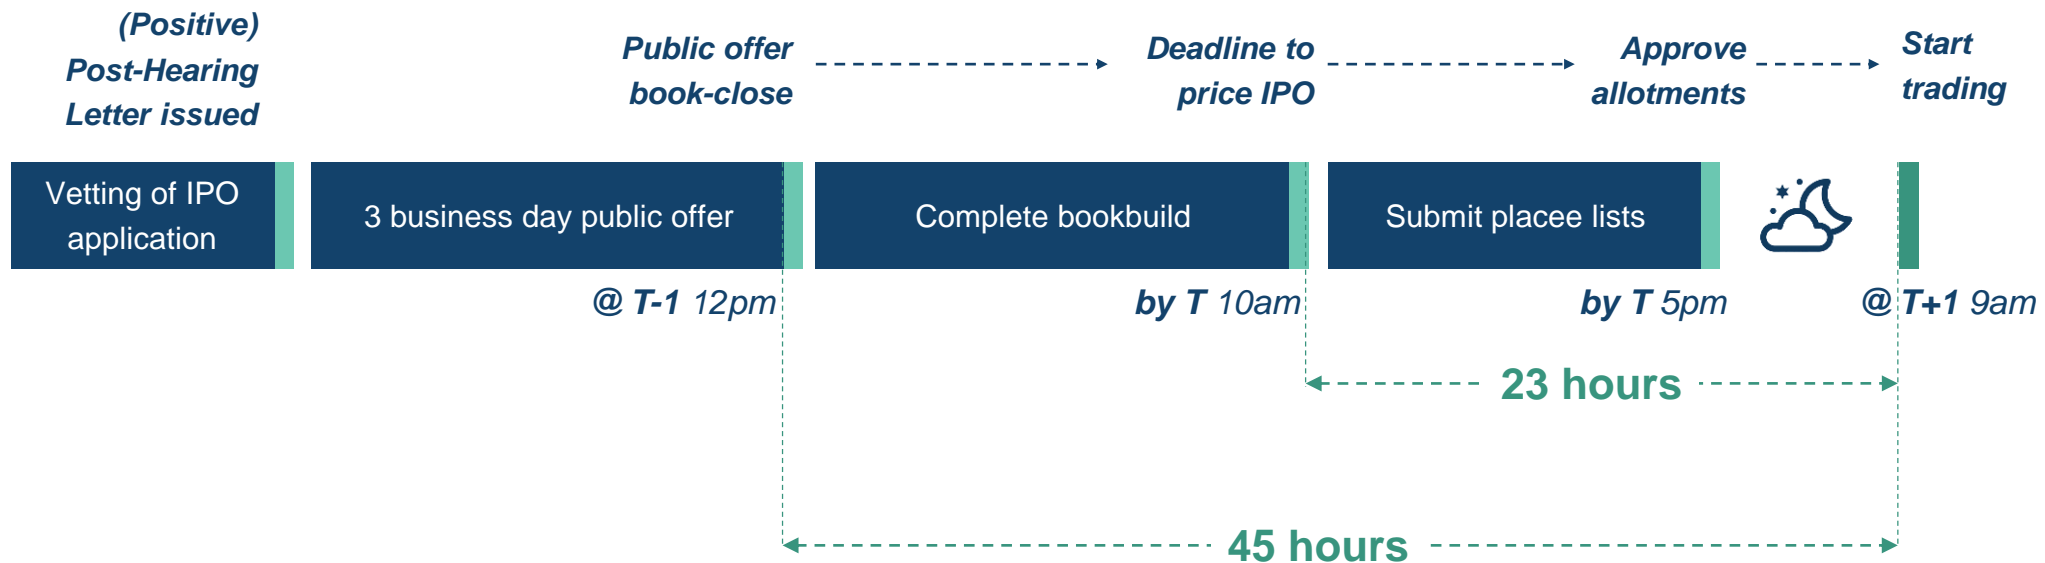 (Positive)
Post-Hearing
Letter issued
Public offer
book-close
Deadline to
price IPO
Approve
allotments
Start
trading
Vetting of IPO
application
3 business day public offer
Complete bookbuild
Submit placee lists
@ T-1 12pm
by T 10am
by T 5pm
@ T+1 9am
23 hours
45 hours